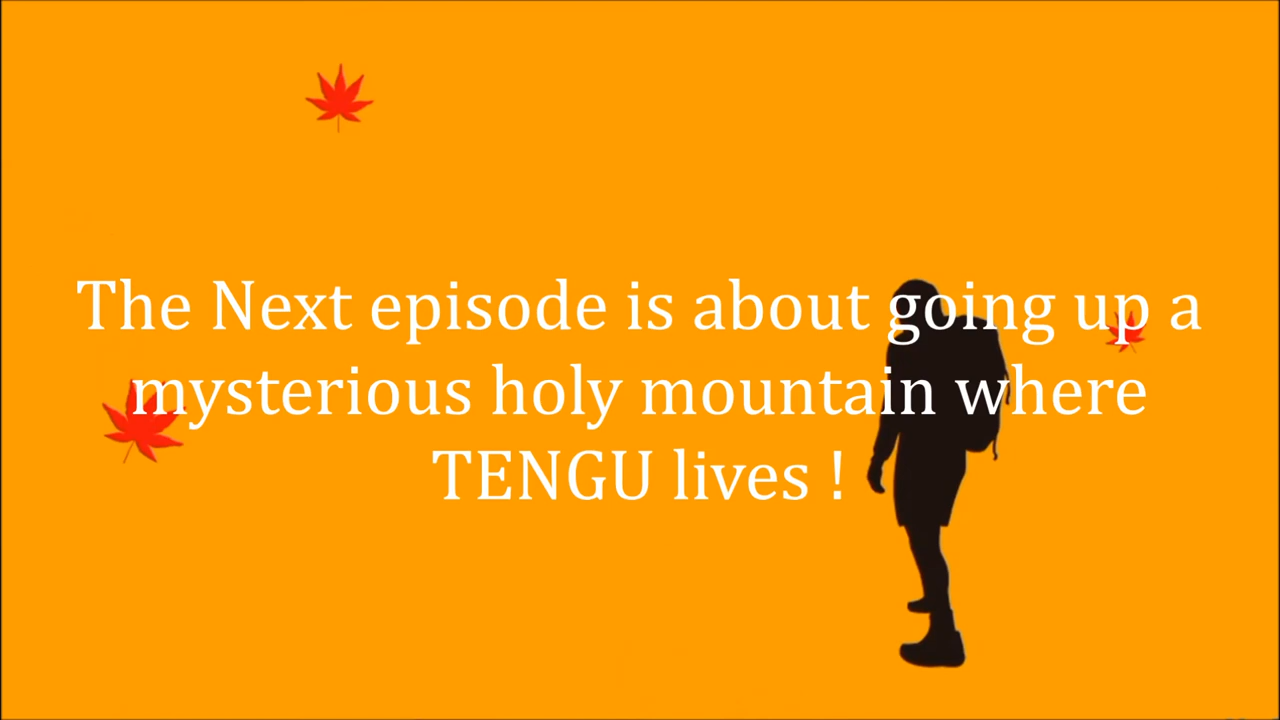 The Next episode is about going up a
mysterious holy mountain where
TENGU lives !